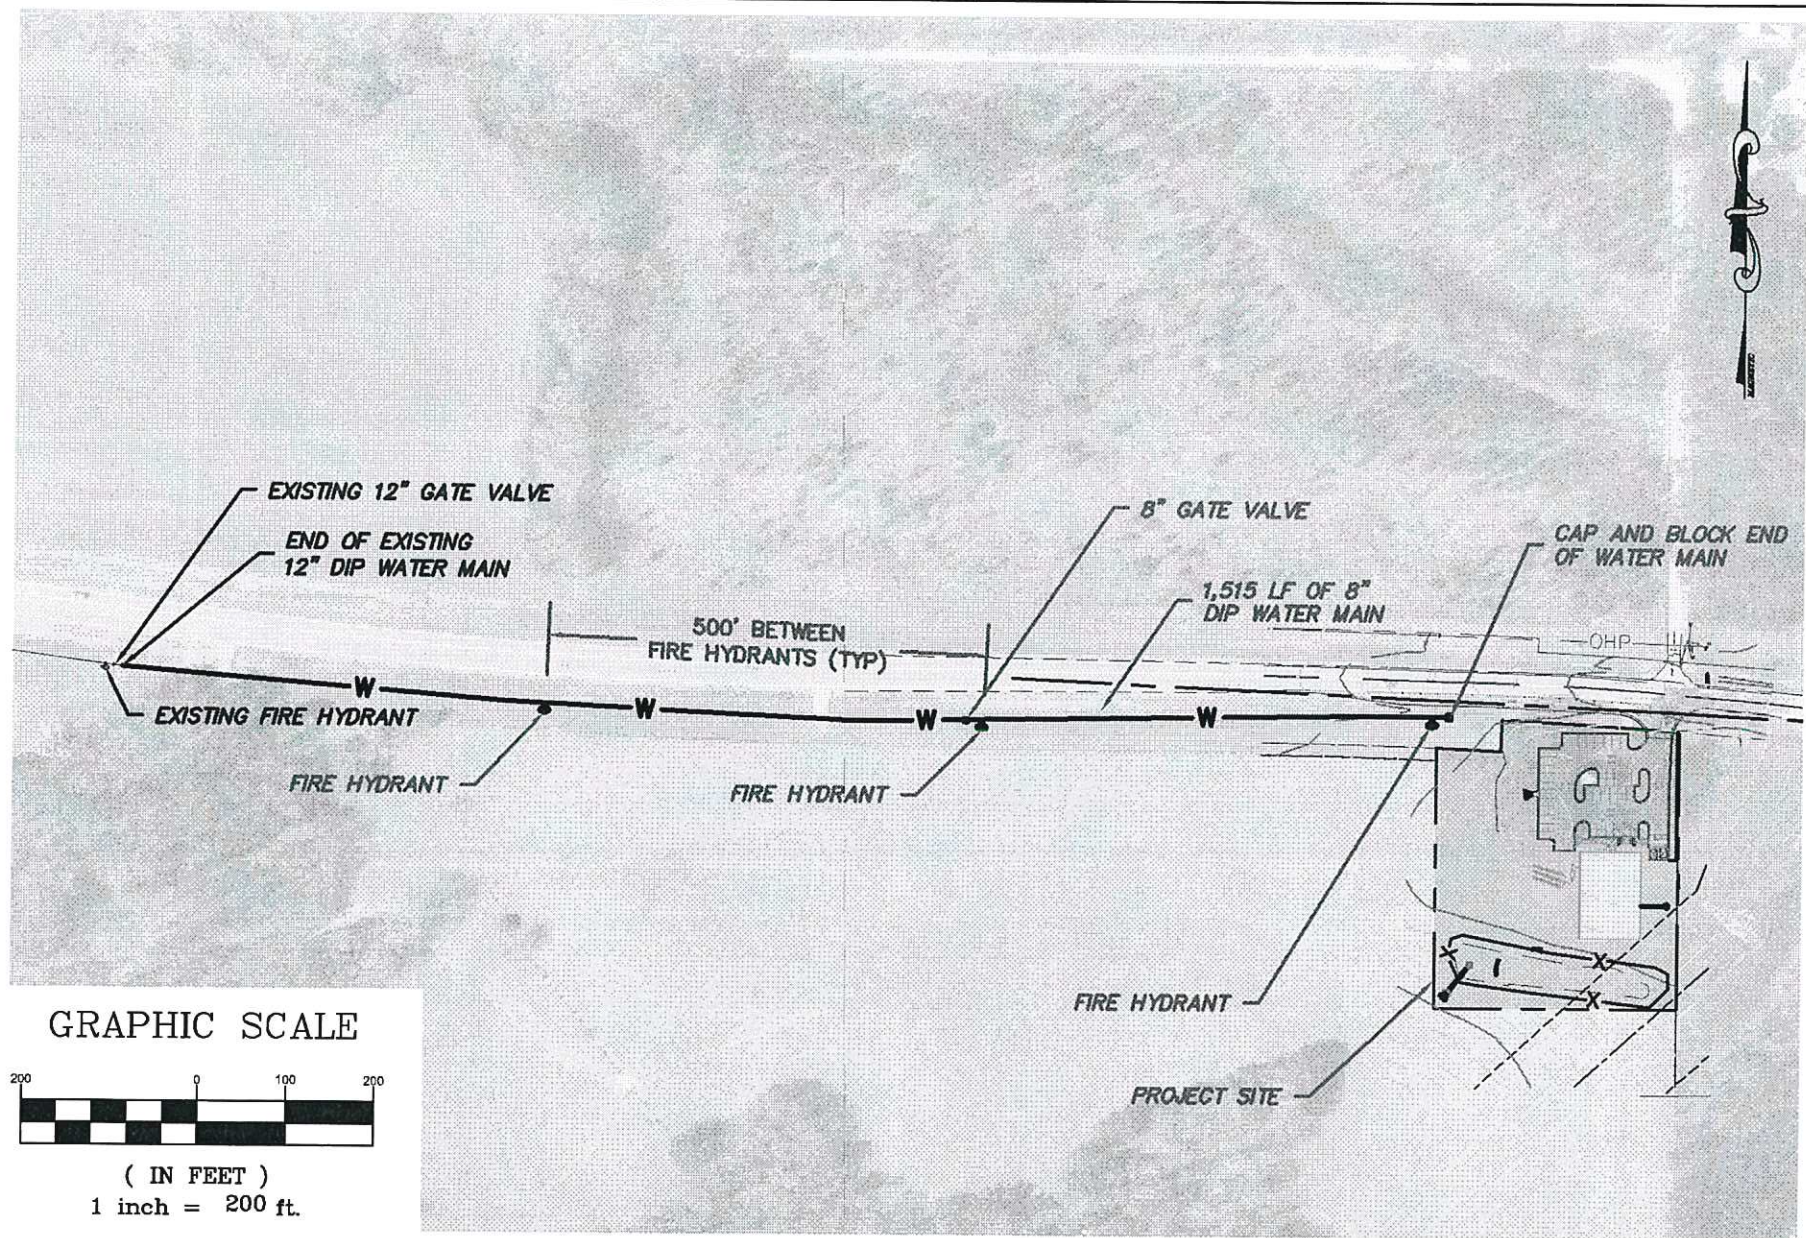 EXISTING 12" GATE VALVE
END OF EXISTING
12" DIP WATER MAIN
8" GATE VALVE
CAP AND BLOCK END
OF WATER MAIN
1,515 LF OF 8"
DIP WATER MAIN
500' BETWEEN
FIRE HYDRANTS (TYP)
OHP
W
W
W
W
EXISTING FIRE HYDRANT
FIRE HYDRANT
FIRE HYDRANT
X
X
X
FIRE HYDRANT
PROJECT SITE
GRAPHIC SCALE
200 0 100 200
( IN FEET )
1 inch = 200 ft.